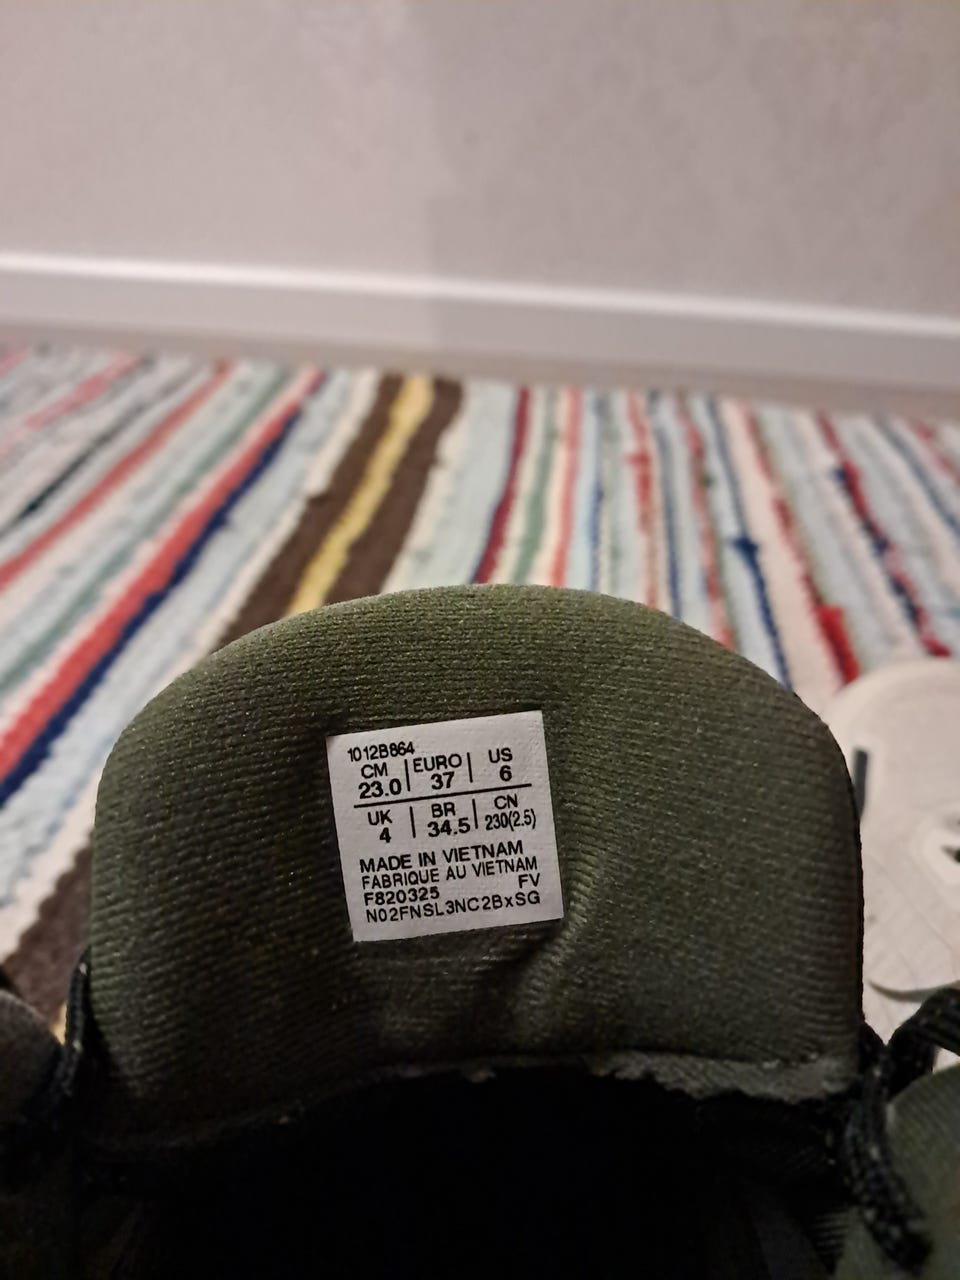 1012B864
CM | EURO | US
23.0 | 37 | 6
UK | BR | CN
4 | 34.5 | 230(2.5)
MADE IN VIETNAM
FABRIQUE AU VIETNAM
F820325 FV
N02FNSL3NC2BxSG